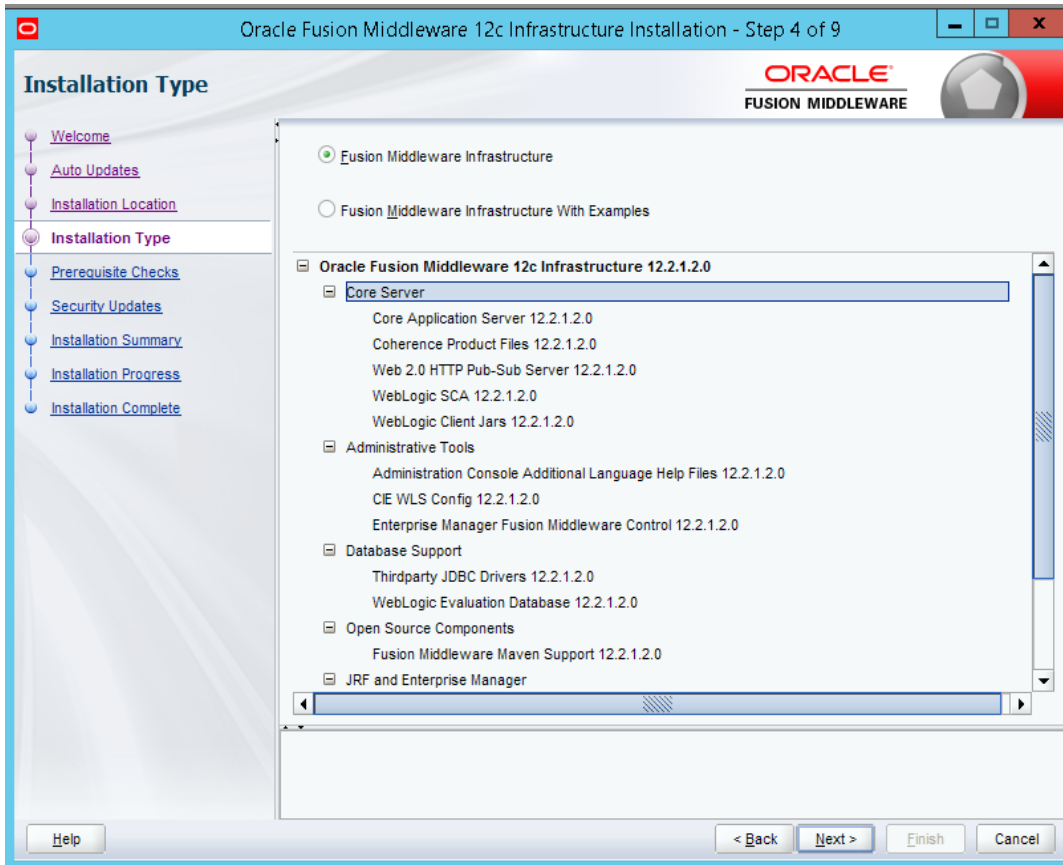 Oracle Fusion Middleware 12c Infrastructure Installation - Step 4 of 9
Installation Type
ORACLE
FUSION MIDDLEWARE
Welcome
Auto Updates
Installation Location
Installation Type
Prerequisite Checks
Security Updates
Installation Summary
Installation Progress
Installation Complete
Fusion Middleware Infrastructure
Fusion Middleware Infrastructure With Examples
Oracle Fusion Middleware 12c Infrastructure 12.2.1.2.0
Core Server
Core Application Server 12.2.1.2.0
Coherence Product Files 12.2.1.2.0
Web 2.0 HTTP Pub-Sub Server 12.2.1.2.0
WebLogic SCA 12.2.1.2.0
WebLogic Client Jars 12.2.1.2.0
Administrative Tools
Administration Console Additional Language Help Files 12.2.1.2.0
CIE WLS Config 12.2.1.2.0
Enterprise Manager Fusion Middleware Control 12.2.1.2.0
Database Support
Thirdparty JDBC Drivers 12.2.1.2.0
WebLogic Evaluation Database 12.2.1.2.0
Open Source Components
Fusion Middleware Maven Support 12.2.1.2.0
JRF and Enterprise Manager
Help
< Back
Next >
Finish
Cancel